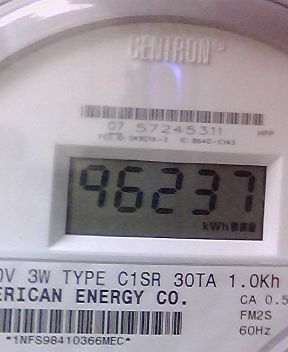 CENTRON®
07 57245311 HPP
96237
kWh
0V 3W TYPE C1SR 30TA 1.0Kh
ERICAN ENERGY CO.
CA 0.5
FM2S
60Hz
*1NFS98410366MEC*